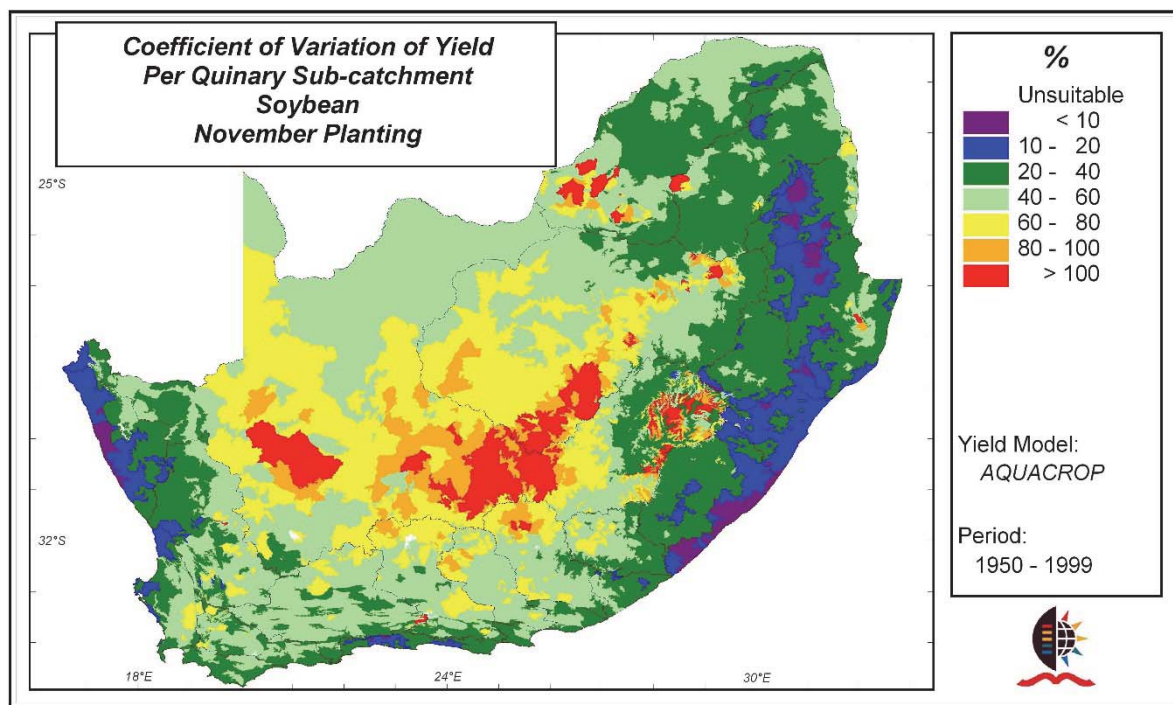 Coefficient of Variation of Yield
Per Quinary Sub-catchment
Soybean
November Planting
%
Unsuitable
< 10
10 - 20
20 - 40
40 - 60
60 - 80
80 - 100
> 100
25°S
Yield Model:
AQUACROP
32°S
Period:
1950 - 1999
18°E
24°E
30°E